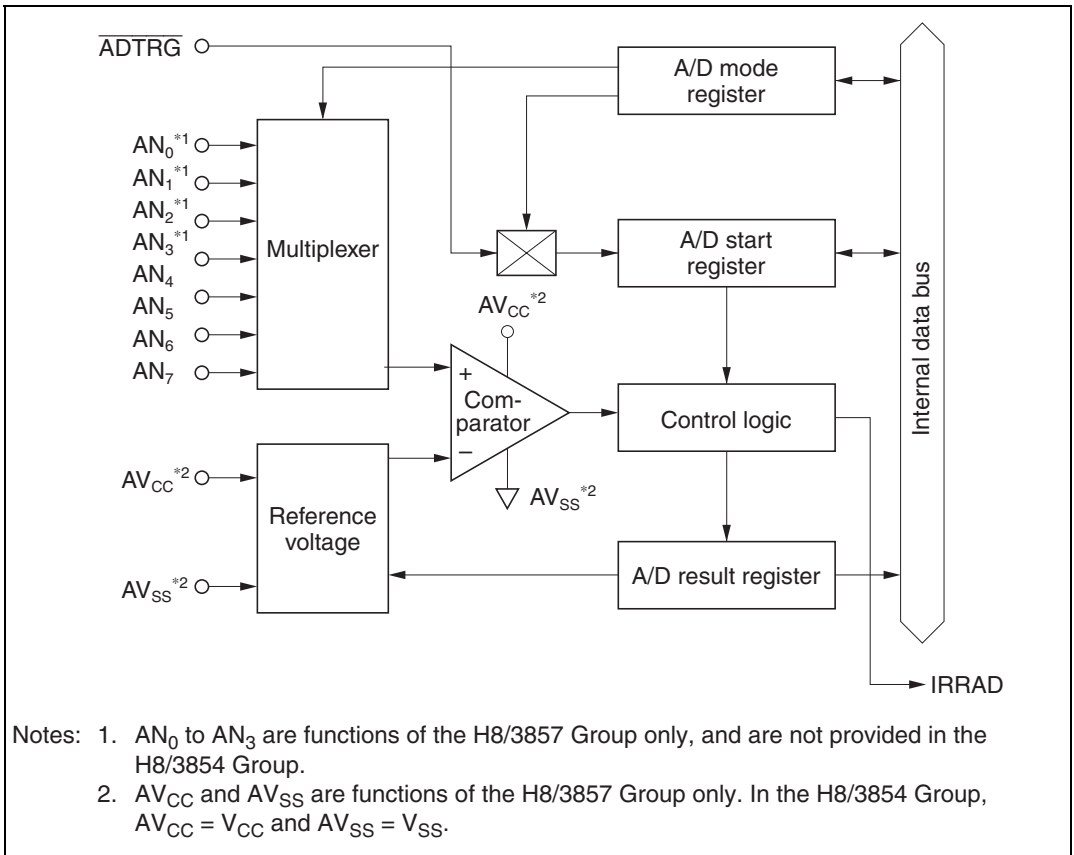 ADTRG
A/D mode
register
AN0*1
AN1*1
AN2*1
AN3*1
AN4
AN5
AN6
AN7
Multiplexer
A/D start
register
AVCC*2
+
Com-
parator
–
AVSS*2
Control logic
Internal data bus
AVCC*2
Reference
voltage
AVSS*2
A/D result register
IRRAD
Notes: 1. AN0 to AN3 are functions of the H8/3857 Group only, and are not provided in the
H8/3854 Group.
2. AVCC and AVSS are functions of the H8/3857 Group only. In the H8/3854 Group,
AVCC = VCC and AVSS = VSS.